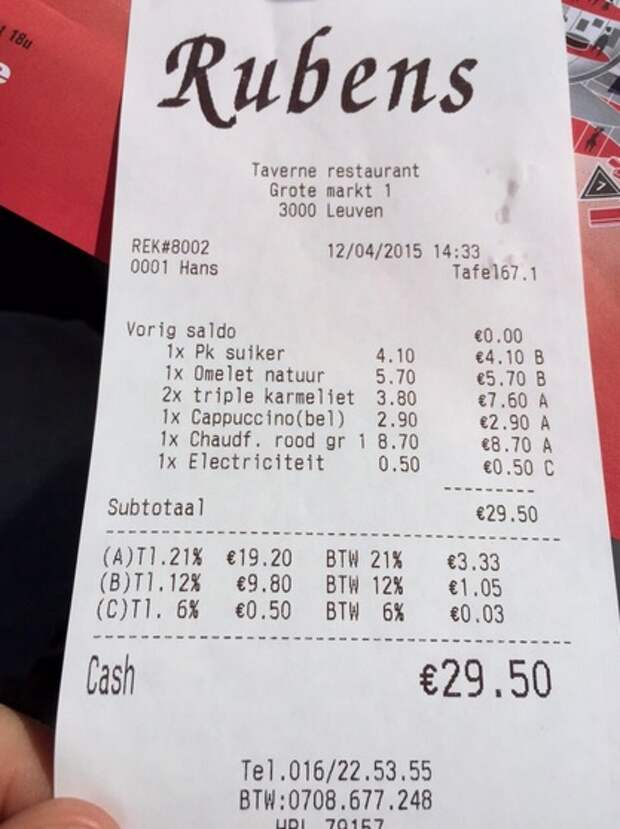 18u
Rubens
Taverne restaurant
Grote markt 1
3000 Leuven
REK#8002 12/04/2015 14:33
0001 Hans Tafel67.1
Vorig saldo €0.00
1x Pk suiker 4.10 €4.10 B
1x Omelet natuur 5.70 €5.70 B
2x triple karmeliet 3.80 €7.60 A
1x Cappuccino(bel) 2.90 €2.90 A
1x Chaudf. rood gr 1 8.70 €8.70 A
1x Electriciteit 0.50 €0.50 C
Subtotaal €29.50
(A)Tl.21% €19.20 BTW 21% €3.33
(B)Tl.12% €9.80 BTW 12% €1.05
(C)Tl. 6% €0.50 BTW 6% €0.03
Cash €29.50
Tel.016/22.53.55
BTW:0708.677.248
HRL 79157